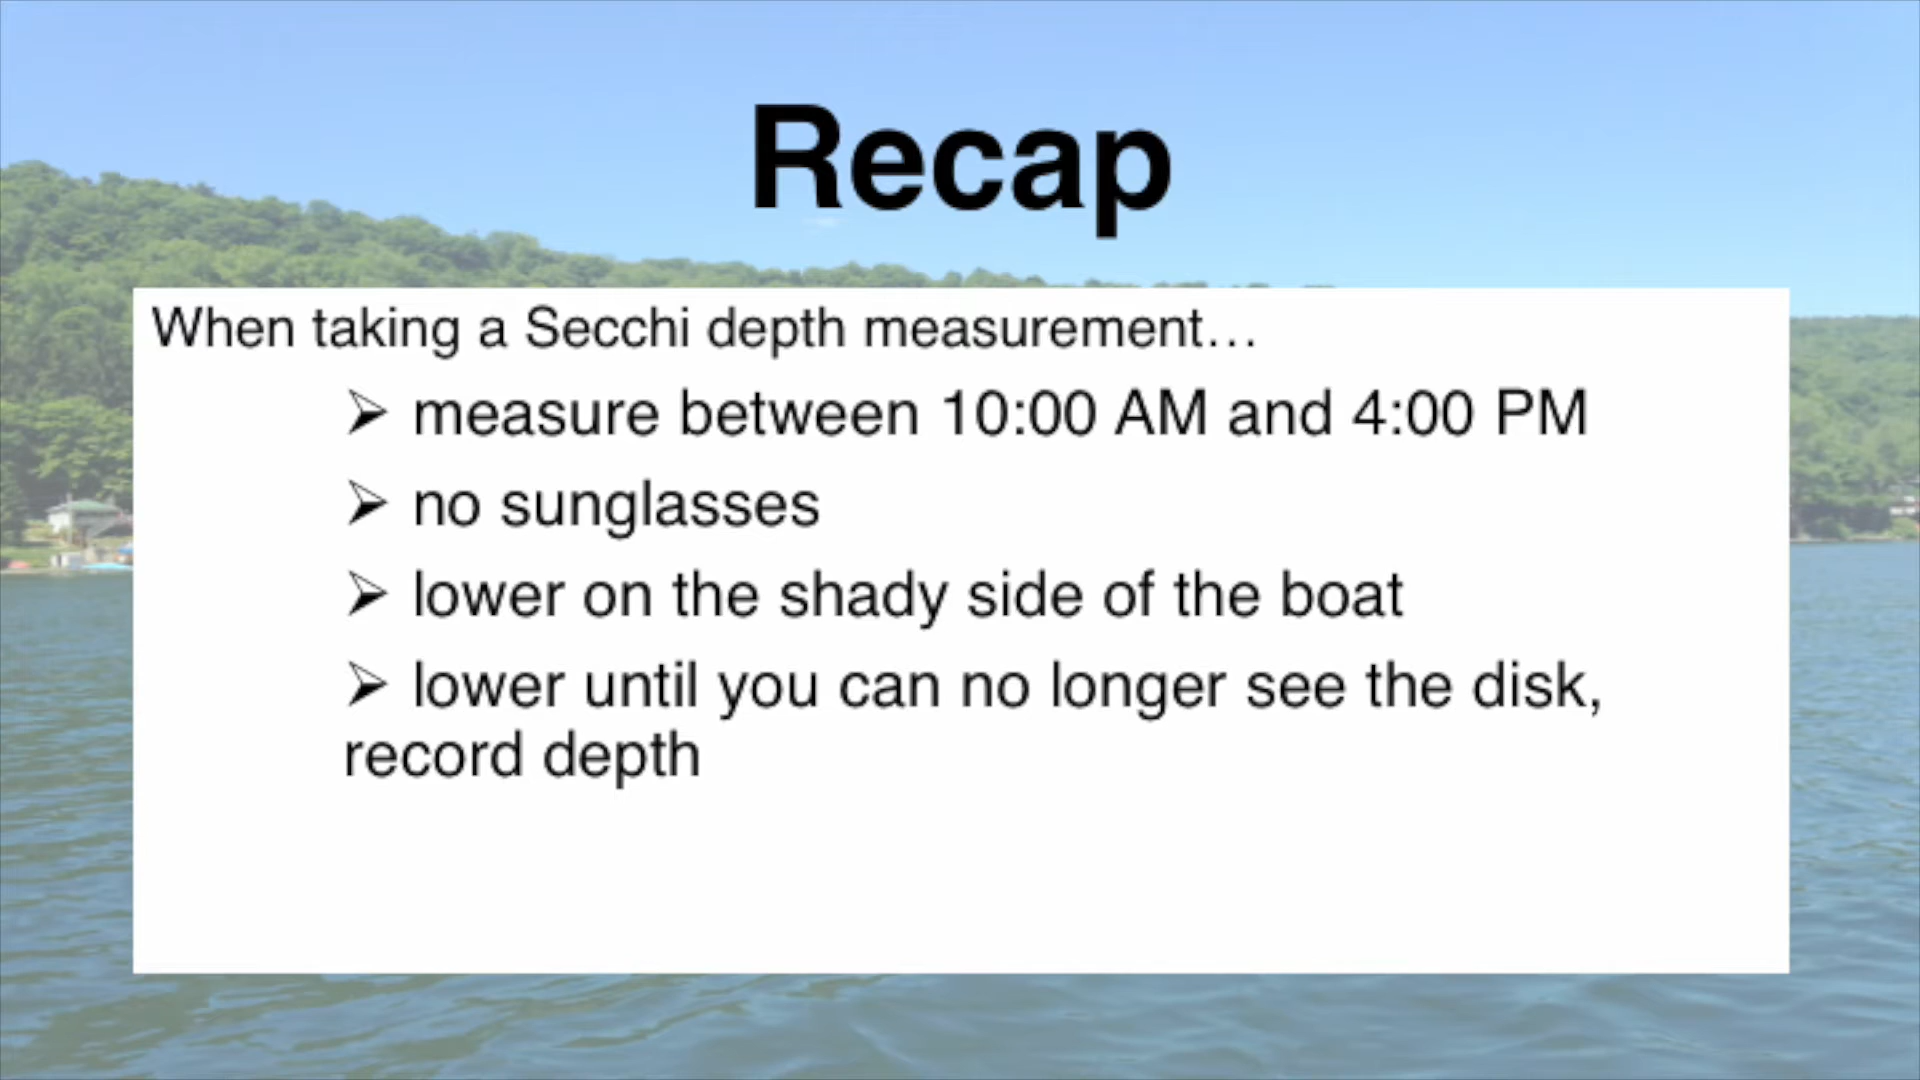 Recap
When taking a Secchi depth measurement…
➢ measure between 10:00 AM and 4:00 PM
➢ no sunglasses
➢ lower on the shady side of the boat
➢ lower until you can no longer see the disk,
record depth